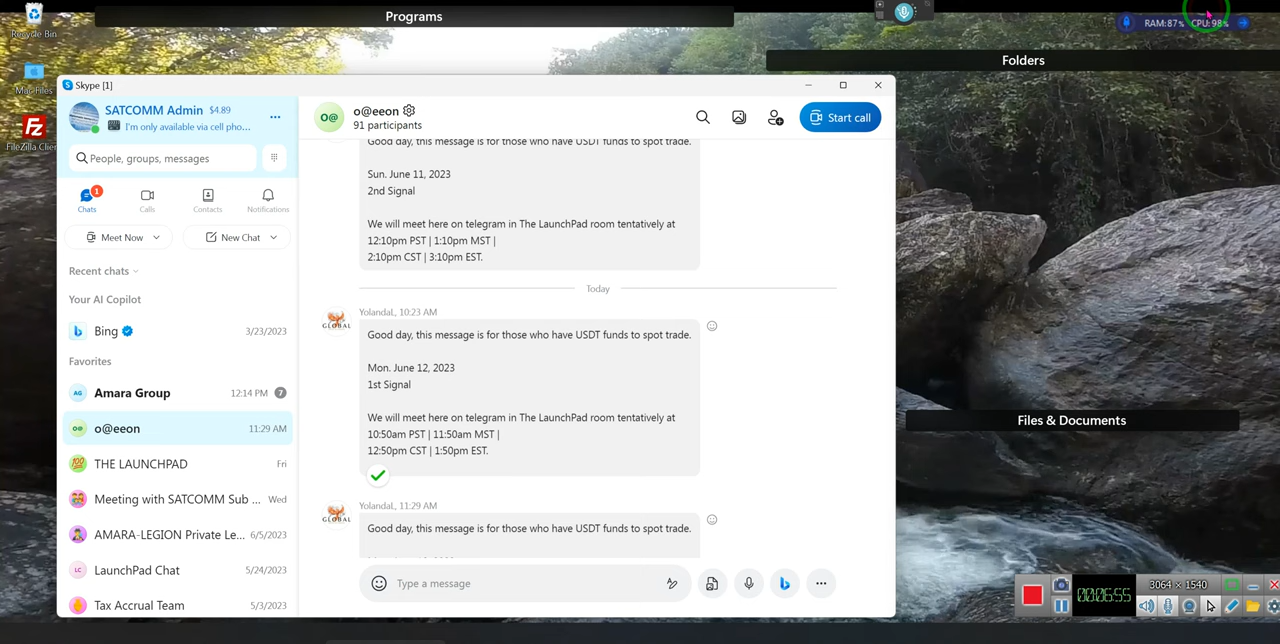 Programs
Recycle Bin
RAM:87% CPU:98%
Folders
Mac Files
Skype [1]
SATCOMM Admin $4.89
I'm only available via cell pho...
o@eeon
91 participants
O@
Start call
People, groups, messages
FileZilla Clien
Chats
1
Calls
Contacts
Notifications
Meet Now
New Chat
Recent chats
Your AI Copilot
Bing 3/23/2023
Favorites
AG Amara Group 12:14 PM 7
O@ o@eeon 11:29 AM
THE LAUNCHPAD Fri
Meeting with SATCOMM Sub ... Wed
AMARA-LEGION Private Le... 6/5/2023
LC LaunchPad Chat 5/24/2023
Tax Accrual Team 5/3/2023
Good day, this message is for those who have USDT funds to spot trade.
Sun. June 11, 2023
2nd Signal
We will meet here on telegram in The LaunchPad room tentatively at
12:10pm PST | 1:10pm MST |
2:10pm CST | 3:10pm EST.
Today
YolandaL, 10:23 AM
GLOBAL
Good day, this message is for those who have USDT funds to spot trade.
Mon. June 12, 2023
1st Signal
We will meet here on telegram in The LaunchPad room tentatively at
10:50am PST | 11:50am MST |
12:50pm CST | 1:50pm EST.
YolandaL, 11:29 AM
GLOBAL
Good day, this message is for those who have USDT funds to spot trade.
Type a message
Files & Documents
00:06:55
3064 × 1540